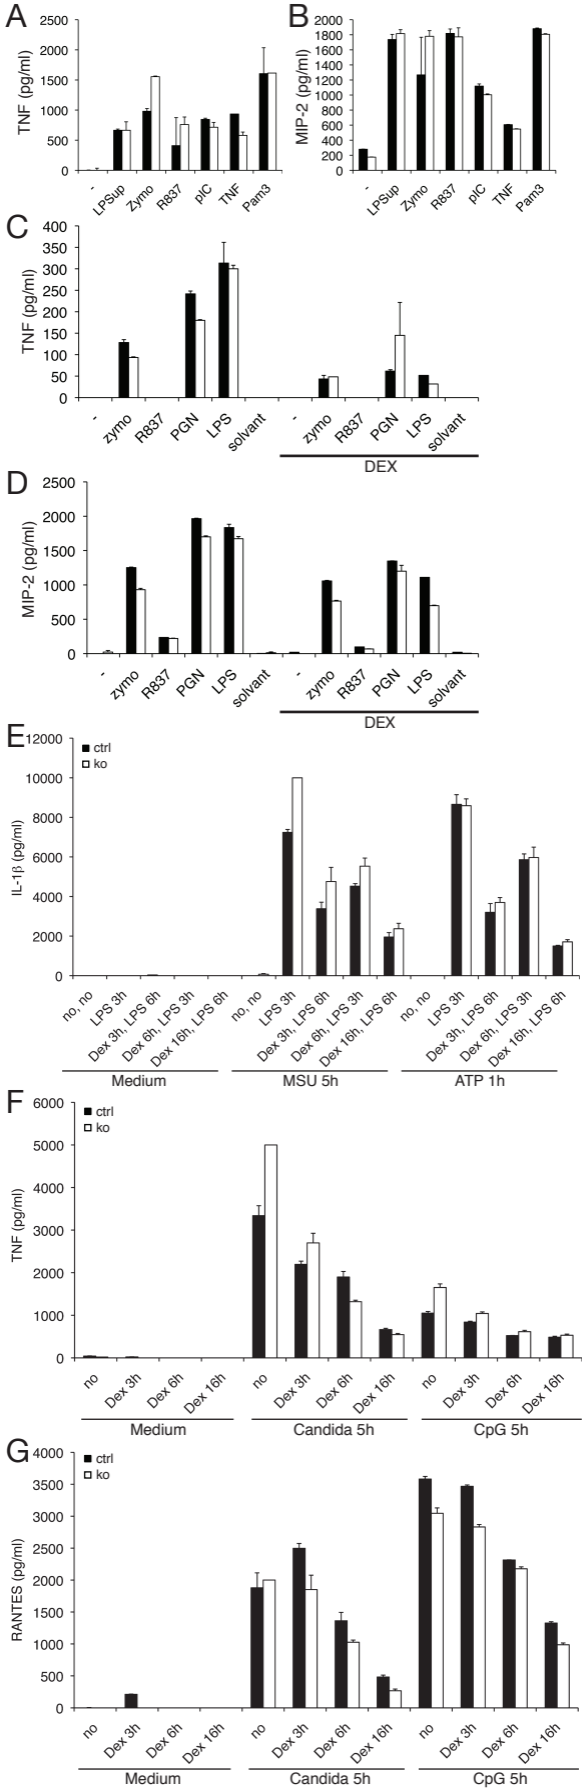 A
TNF (pg/ml)
2500
2000
1500
1000
500
0
-
LPSup
Zymo
R837
pIC
TNF
Pam3
B
MIP-2 (pg/ml)
2000
1800
1600
1400
1200
1000
800
600
400
200
0
-
LPSup
Zymo
R837
pIC
TNF
Pam3
C
TNF (pg/ml)
400
350
300
250
200
150
100
50
0
-
zymo
R837
PGN
LPS
solvant
-
zymo
R837
PGN
LPS
solvant
DEX
D
MIP-2 (pg/ml)
2500
2000
1500
1000
500
0
-
zymo
R837
PGN
LPS
solvant
-
zymo
R837
PGN
LPS
solvant
DEX
E
IL-1β (pg/ml)
12000
10000
8000
6000
4000
2000
0
ctrl
ko
no, no
LPS 3h
Dex 3h, LPS 6h
Dex 6h, LPS 3h
Dex 16h, LPS 6h
no, no
LPS 3h
Dex 3h, LPS 6h
Dex 6h, LPS 3h
Dex 16h, LPS 6h
no, no
LPS 3h
Dex 3h, LPS 6h
Dex 6h, LPS 3h
Dex 16h, LPS 6h
Medium
MSU 5h
ATP 1h
F
TNF (pg/ml)
6000
5000
4000
3000
2000
1000
0
ctrl
ko
no
Dex 3h
Dex 6h
Dex 16h
no
Dex 3h
Dex 6h
Dex 16h
no
Dex 3h
Dex 6h
Dex 16h
Medium
Candida 5h
CpG 5h
G
RANTES (pg/ml)
4000
3500
3000
2500
2000
1500
1000
500
0
ctrl
ko
no
Dex 3h
Dex 6h
Dex 16h
no
Dex 3h
Dex 6h
Dex 16h
no
Dex 3h
Dex 6h
Dex 16h
Medium
Candida 5h
CpG 5h